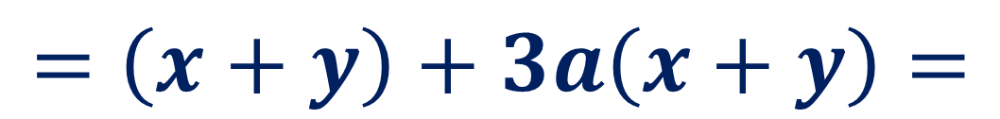 = (x + y) + 3a(x + y) =